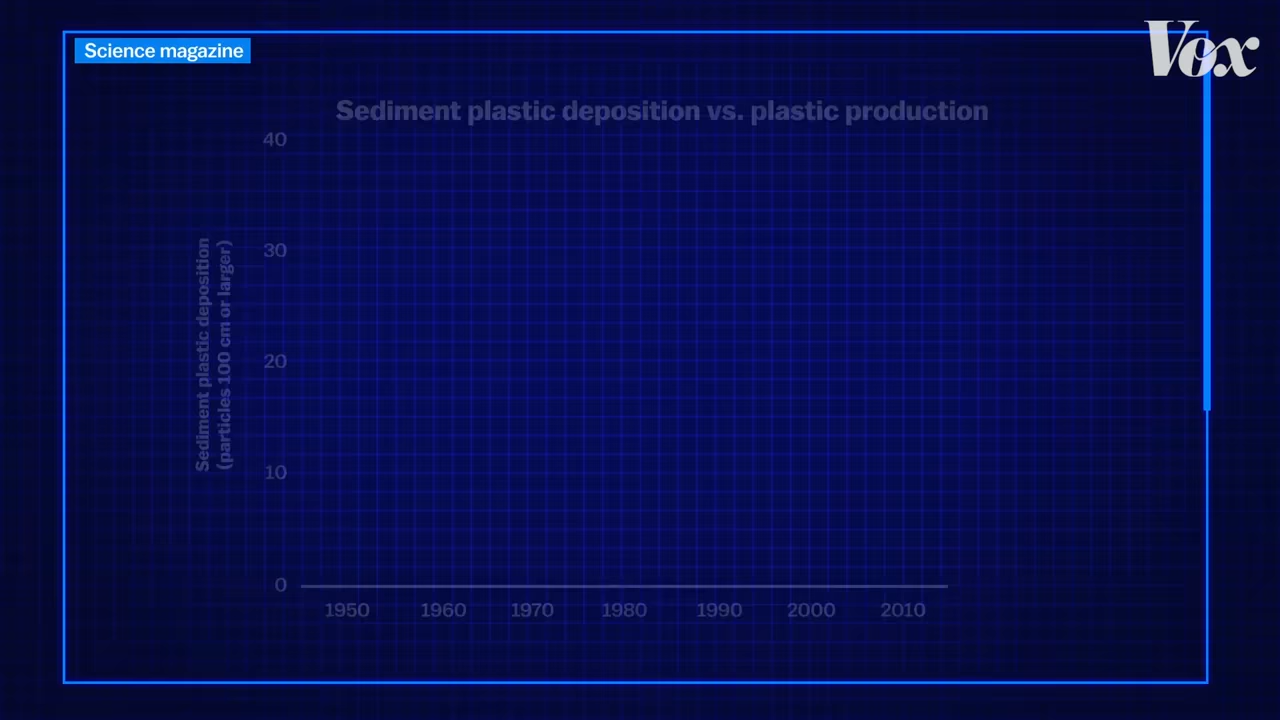 Science magazine
Vox
Sediment plastic deposition vs. plastic production
40
30
20
10
0
Sediment plastic deposition
(particles 100 cm or larger)
1950 1960 1970 1980 1990 2000 2010